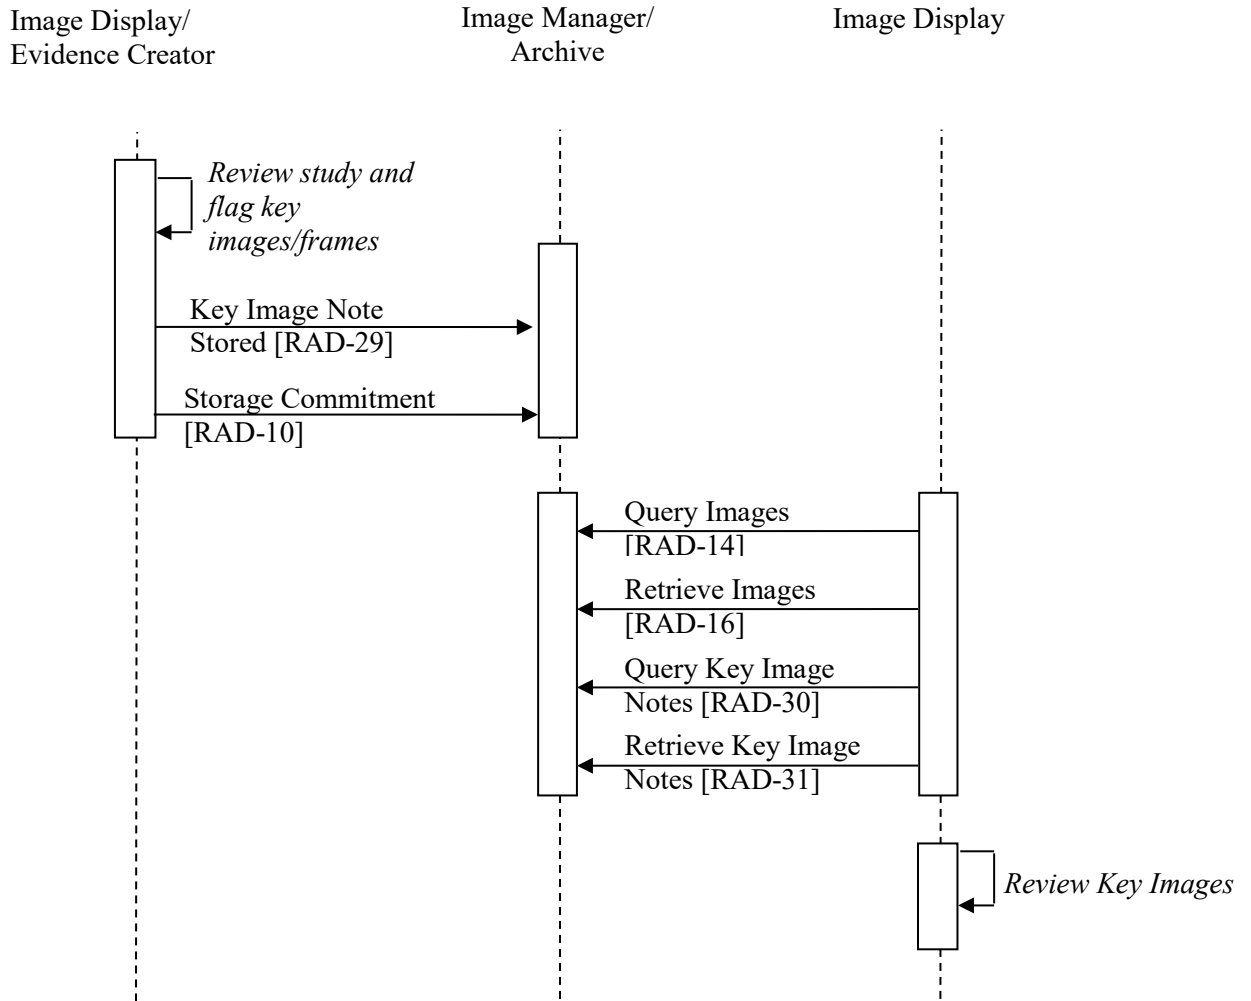 Image Display/
Evidence Creator
Image Manager/
Archive
Image Display
Review study and
flag key
images/frames
Key Image Note
Stored [RAD-29]
Storage Commitment
[RAD-10]
Query Images
[RAD-14]
Retrieve Images
[RAD-16]
Query Key Image
Notes [RAD-30]
Retrieve Key Image
Notes [RAD-31]
Review Key Images